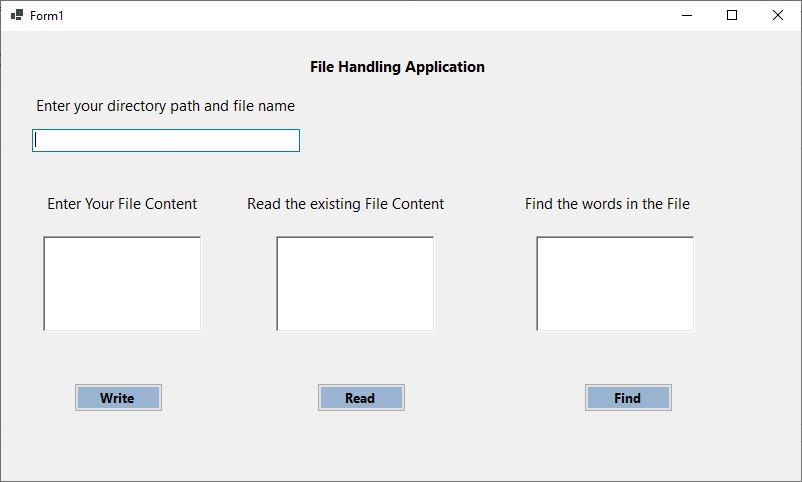 Form1
File Handling Application
Enter your directory path and file name
Enter Your File Content
Read the existing File Content
Find the words in the File
Write
Read
Find